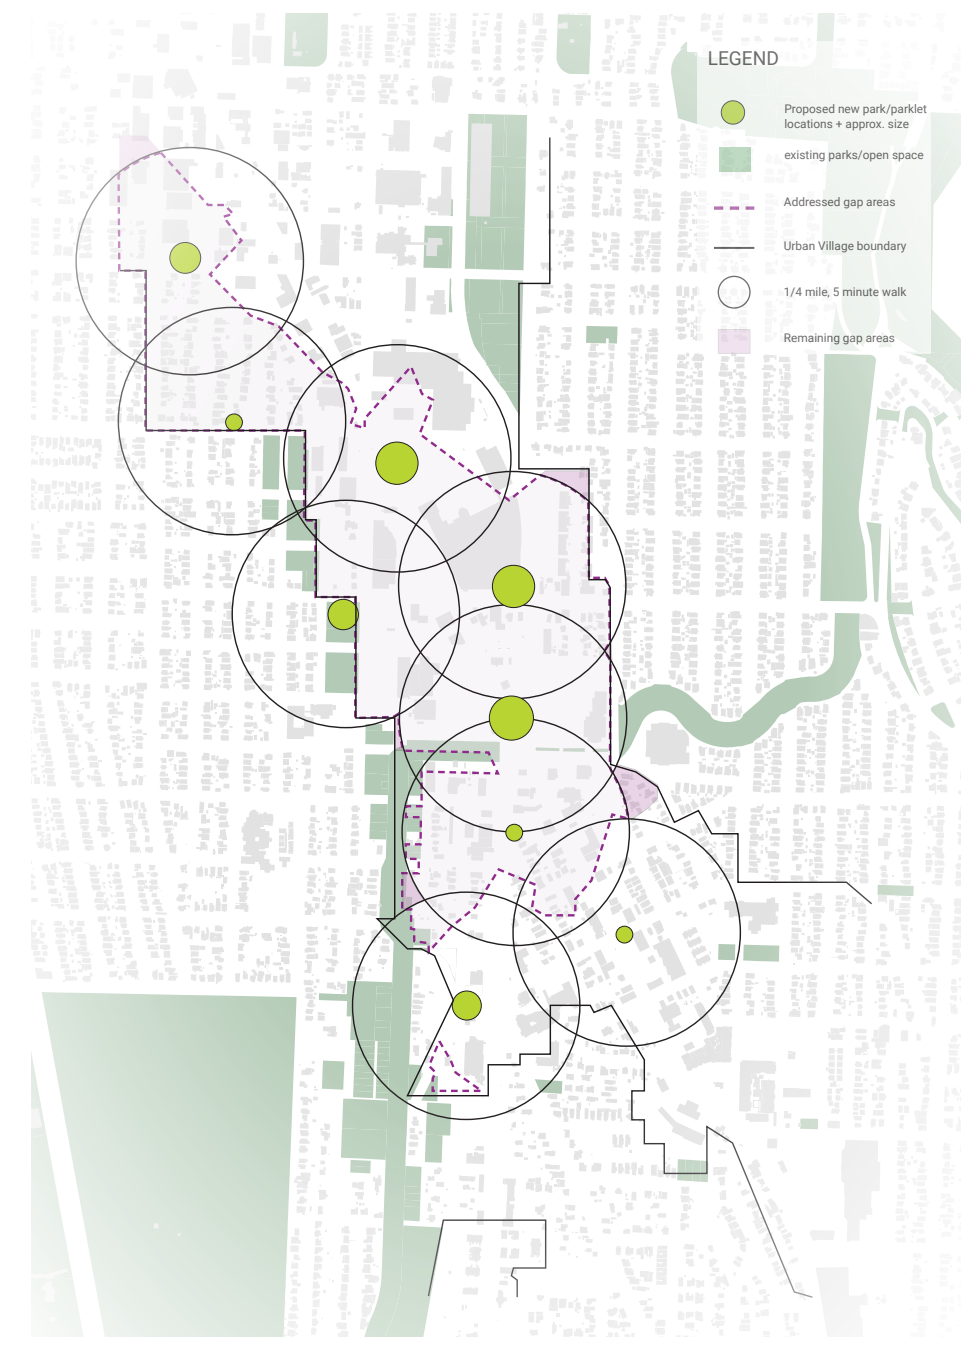 LEGEND
Proposed new park/parklet
locations + approx. size
existing parks/open space
Addressed gap areas
Urban Village boundary
1/4 mile, 5 minute walk
Remaining gap areas